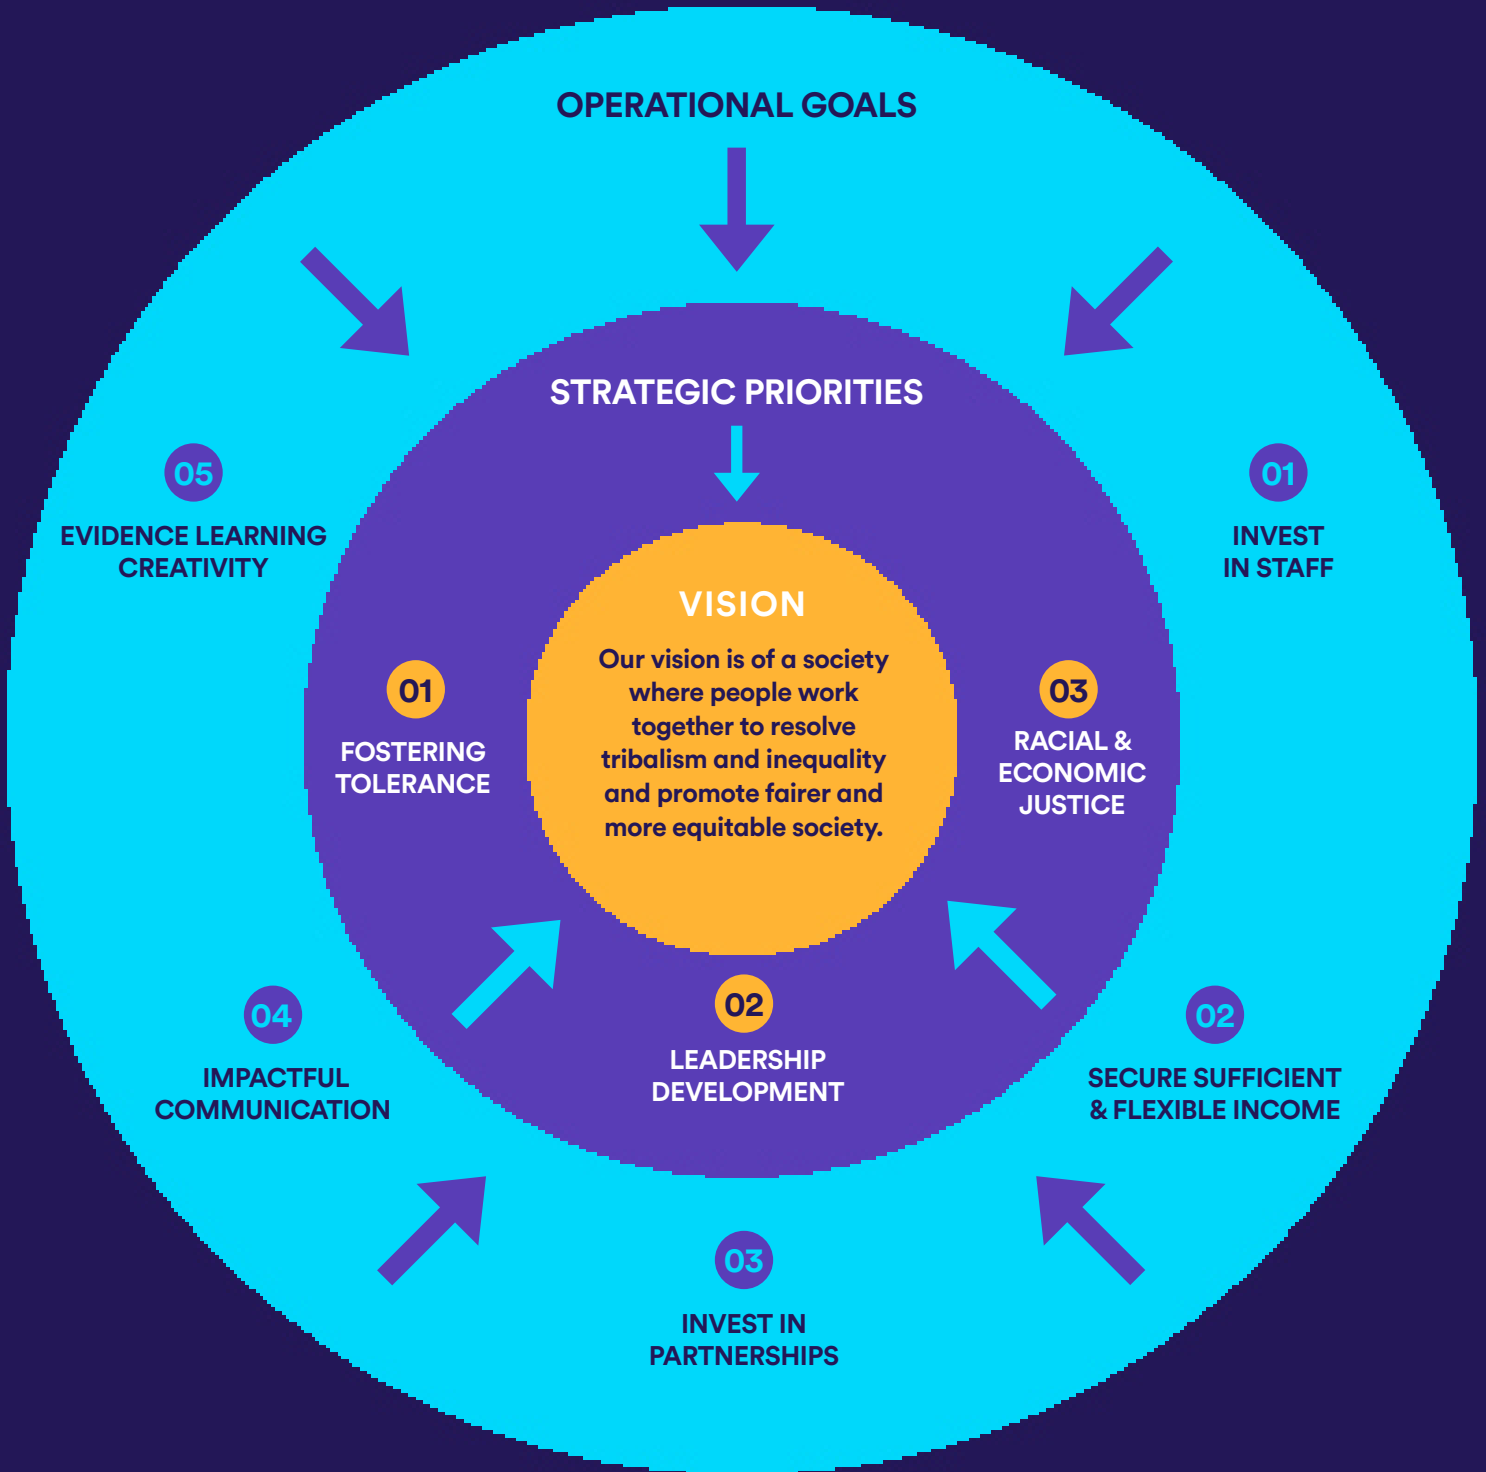 OPERATIONAL GOALS
STRATEGIC PRIORITIES
VISION
Our vision is of a society
where people work
together to resolve
tribalism and inequality
and promote fairer and
more equitable society.
01
FOSTERING
TOLERANCE
02
LEADERSHIP
DEVELOPMENT
03
RACIAL &
ECONOMIC
JUSTICE
01
INVEST
IN STAFF
02
SECURE SUFFICIENT
& FLEXIBLE INCOME
03
INVEST IN
PARTNERSHIPS
04
IMPACTFUL
COMMUNICATION
05
EVIDENCE LEARNING
CREATIVITY